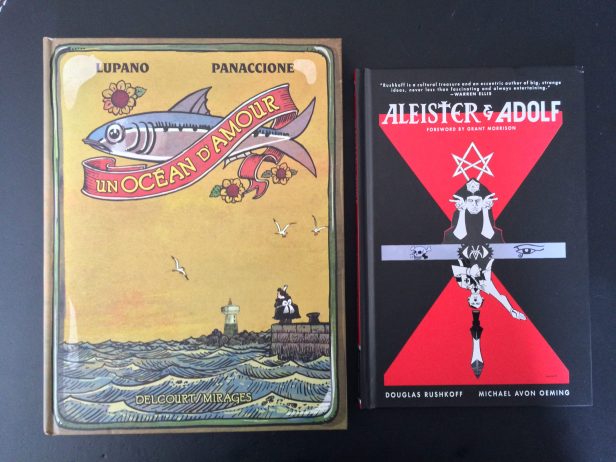 LUPANO PANACCIONE
UN OCÉAN D'AMOUR
DELCOURT/MIRAGES
"Rushkoff is a cultural treasure and an eccentric author of big, strange
ideas, never less than fascinating and always entertaining."
—WARREN ELLIS
ALEISTER & ADOLF
FOREWORD BY GRANT MORRISON
DOUGLAS RUSHKOFF MICHAEL AVON OEMING